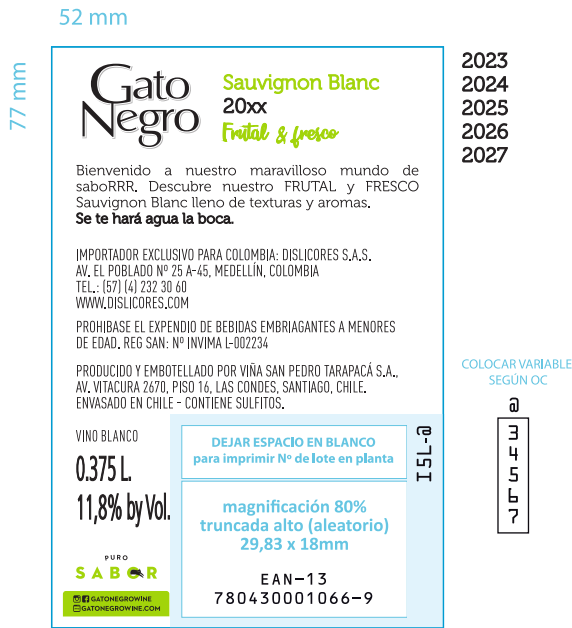 52 mm
77 mm
Gato
Negro
Sauvignon Blanc
20xx
Frutal & fresco
2023
2024
2025
2026
2027
Bienvenido a nuestro maravilloso mundo de
saboRRR. Descubre nuestro FRUTAL y FRESCO
Sauvignon Blanc lleno de texturas y aromas.
Se te hará agua la boca.
IMPORTADOR EXCLUSIVO PARA COLOMBIA: DISLICORES S.A.S.
AV. EL POBLADO Nº 25 A-45, MEDELLÍN, COLOMBIA
TEL.: (57) (4) 232 30 60
WWW.DISLICORES.COM
PROHIBASE EL EXPENDIO DE BEBIDAS EMBRIAGANTES A MENORES
DE EDAD. REG SAN: Nº INVIMA L-002234
PRODUCIDO Y EMBOTELLADO POR VIÑA SAN PEDRO TARAPACÁ S.A.,
AV. VITACURA 2670, PISO 16, LAS CONDES, SANTIAGO, CHILE.
ENVASADO EN CHILE - CONTIENE SULFITOS.
COLOCAR VARIABLE
SEGÚN OC
a
3
4
5
6
7
VINO BLANCO
0.375 L.
11,8% by Vol.
DEJAR ESPACIO EN BLANCO
para imprimir Nº de lote en planta
I5L-a
magnificación 80%
truncada alto (aleatorio)
29,83 x 18mm
EAN-13
780430001066-9
PURO
SABOR
GATONEGROWINE
GATONEGROWINE.COM